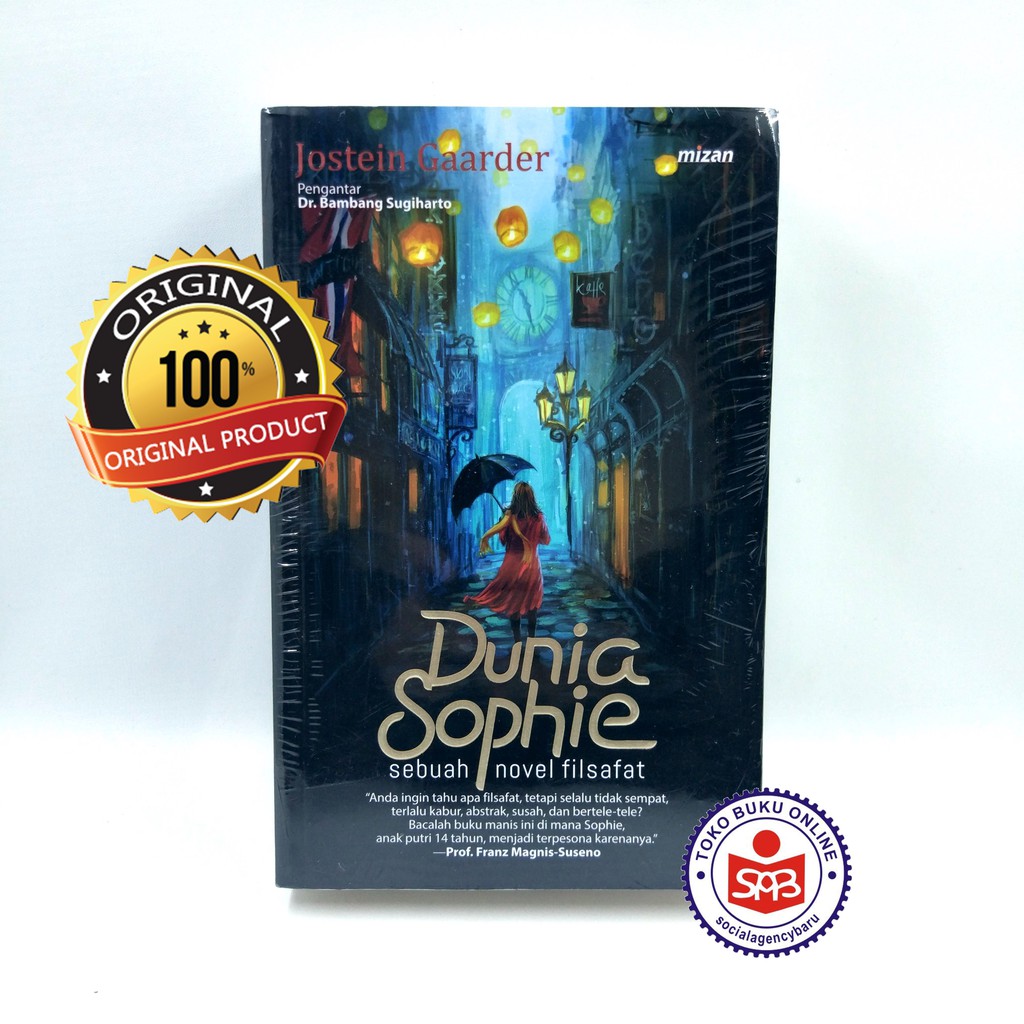 Jostein Gaarder
mizan
Pengantar
Dr. Bambang Sugiharto
kaffe
ORIGINAL
100%
ORIGINAL PRODUCT
Dunia
Sophie
sebuah novel filsafat
“Anda ingin tahu apa filsafat, tetapi selalu tidak sempat,
terlalu kabur, abstrak, susah, dan bertele-tele?
Bacalah buku manis ini di mana Sophie,
anak putri 14 tahun, menjadi terpesona karenanya.”
—Prof. Franz Magnis-Suseno
TOKO BUKU ONLINE
SAB
socialagencybaru